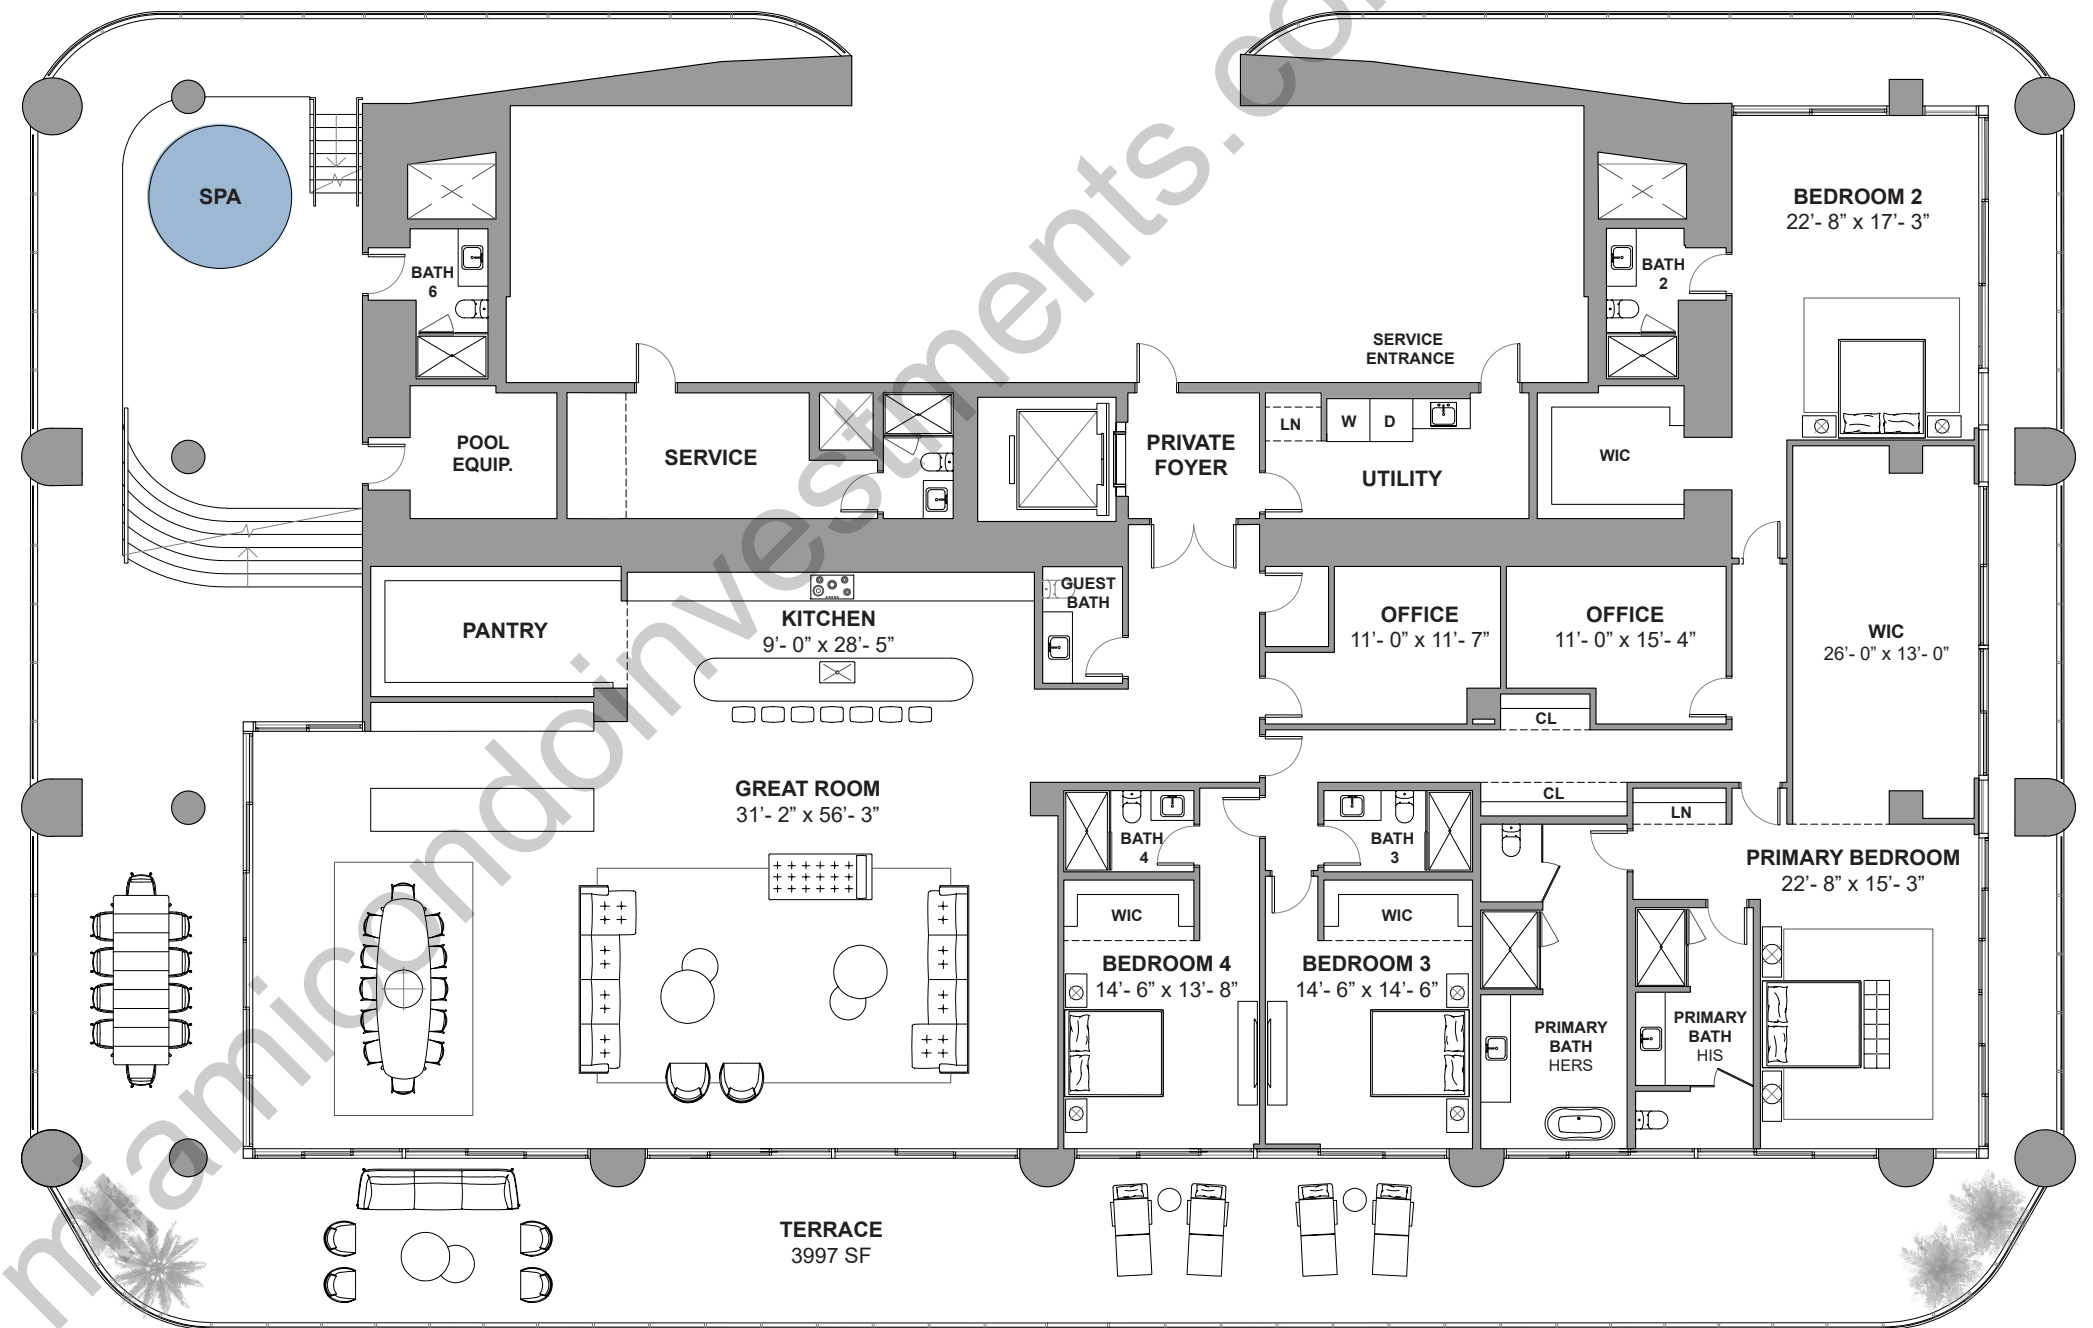 miamicondoinvestments.com
SPA
BATH
6
BATH
2
BEDROOM 2
22'- 8” x 17'- 3”
SERVICE
ENTRANCE
POOL
EQUIP.
SERVICE
PRIVATE
FOYER
LN
W
D
UTILITY
WIC
PANTRY
KITCHEN
9'- 0” x 28'- 5”
GUEST
BATH
OFFICE
11'- 0” x 11'- 7”
OFFICE
11'- 0” x 15'- 4”
WIC
26'- 0” x 13'- 0”
CL
CL
LN
GREAT ROOM
31'- 2” x 56'- 3”
BATH
4
BATH
3
PRIMARY BEDROOM
22'- 8” x 15'- 3”
WIC
WIC
BEDROOM 4
14'- 6” x 13'- 8”
BEDROOM 3
14'- 6” x 14'- 6”
PRIMARY
BATH
HERS
PRIMARY
BATH
HIS
TERRACE
3997 SF